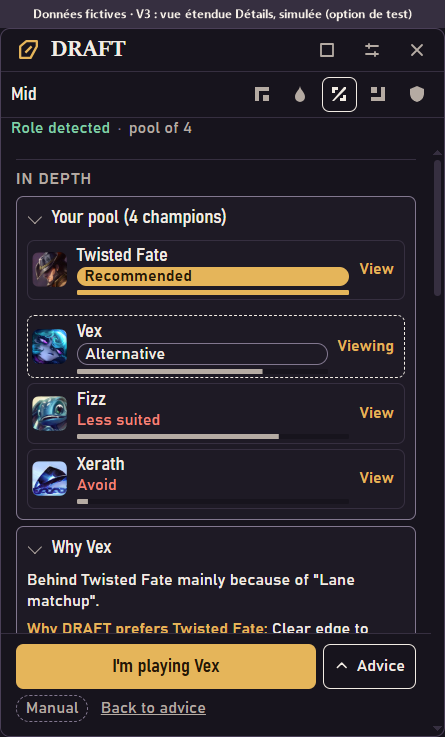 Données fictives · V3 : vue étendue Détails, simulée (option de test)
DRAFT
Mid
Role detected · pool of 4
IN DEPTH
Your pool (4 champions)
Twisted Fate
Recommended
View
Vex
Alternative
Viewing
Fizz
Less suited
View
Xerath
Avoid
View
Why Vex
Behind Twisted Fate mainly because of "Lane
matchup".
Why DRAFT prefers Twisted Fate: Clear edge to
I'm playing Vex
Advice
Manual
Back to advice